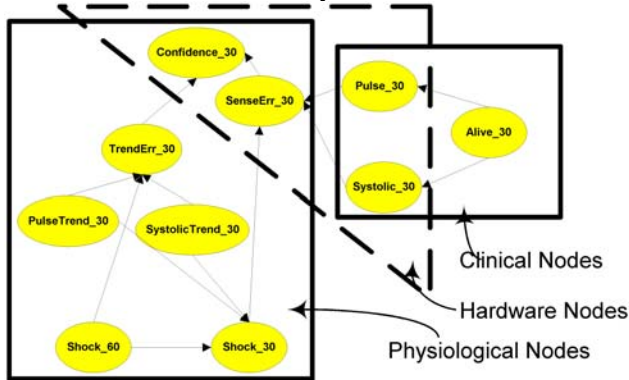 Confidence_30
SenseErr_30
Pulse_30
Alive_30
TrendErr_30
Systolic_30
PulseTrend_30
SystolicTrend_30
Clinical Nodes
Hardware Nodes
Shock_60
Shock_30
Physiological Nodes